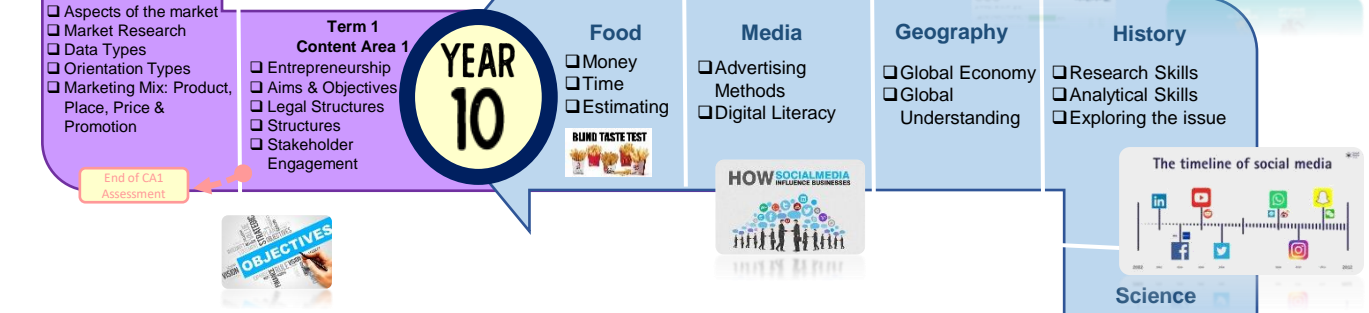 ❑ Aspects of the market
❑ Market Research
❑ Data Types
❑ Orientation Types
❑ Marketing Mix: Product,
Place, Price &
Promotion
End of CA1
Assessment
Term 1
Content Area 1
❑ Entrepreneurship
❑ Aims & Objectives
❑ Legal Structures
❑ Structures
❑ Stakeholder
Engagement
OBJECTIVES
YEAR
10
Food
❑Money
❑Time
❑Estimating
BLIND TASTE TEST
Media
❑Advertising
Methods
❑Digital Literacy
HOW SOCIALMEDIA
INFLUENCE BUSINESSES
Geography
❑Global Economy
❑Global
Understanding
History
❑Research Skills
❑Analytical Skills
❑Exploring the issue
The timeline of social media
Science